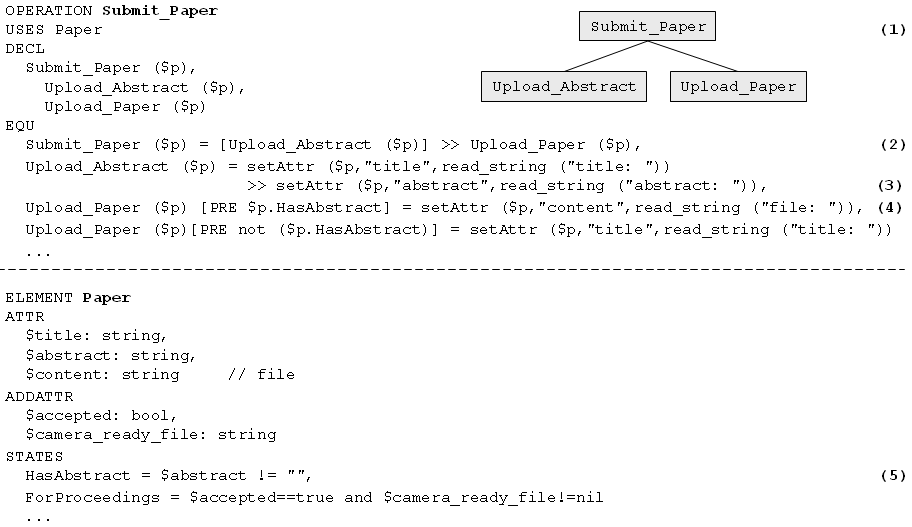 OPERATION Submit_Paper
USES Paper (1)
DECL
Submit_Paper ($p),
Upload_Abstract ($p),
Upload_Paper ($p)
Submit_Paper
Upload_Abstract Upload_Paper
EQU
Submit_Paper ($p) = [Upload_Abstract ($p)] >> Upload_Paper ($p), (2)
Upload_Abstract ($p) = setAttr ($p,"title",read_string ("title: "))
>> setAttr ($p,"abstract",read_string ("abstract: ")), (3)
Upload_Paper ($p) [PRE $p.HasAbstract] = setAttr ($p,"content",read_string ("file: ")), (4)
Upload_Paper ($p)[PRE not ($p.HasAbstract)] = setAttr ($p,"title",read_string ("title: "))
...
ELEMENT Paper
ATTR
$title: string,
$abstract: string,
$content: string // file
ADDATTR
$accepted: bool,
$camera_ready_file: string
STATES
HasAbstract = $abstract != "", (5)
ForProceedings = $accepted==true and $camera_ready_file!=nil
...